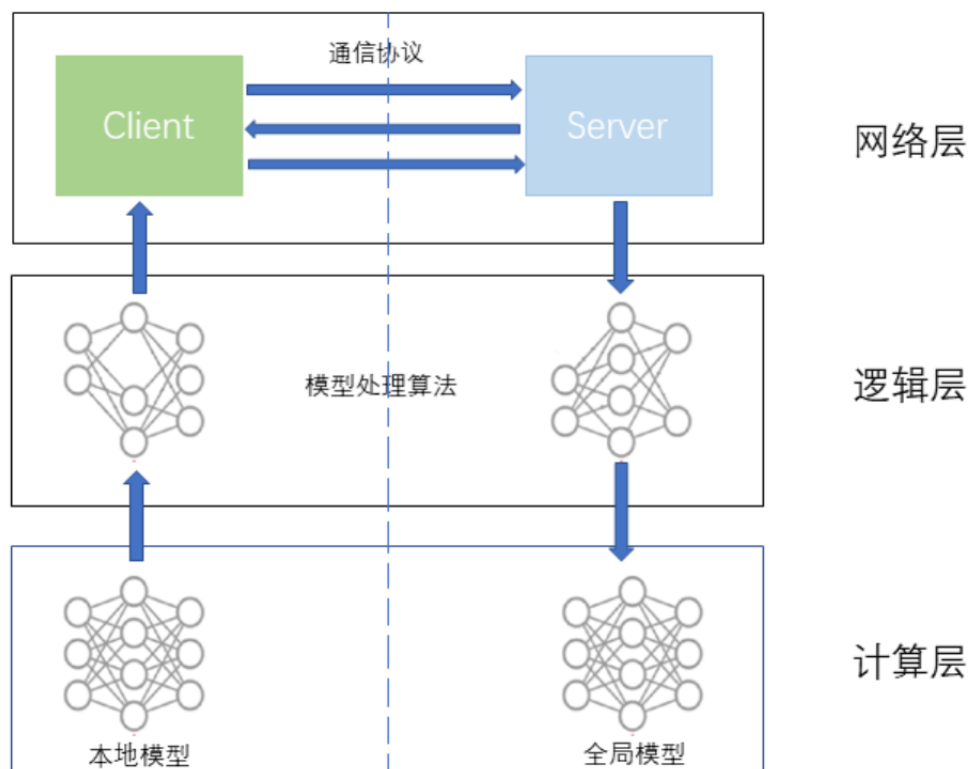 通信协议
Client
Server
网络层
模型处理算法
逻辑层
计算层
本地模型
全局模型